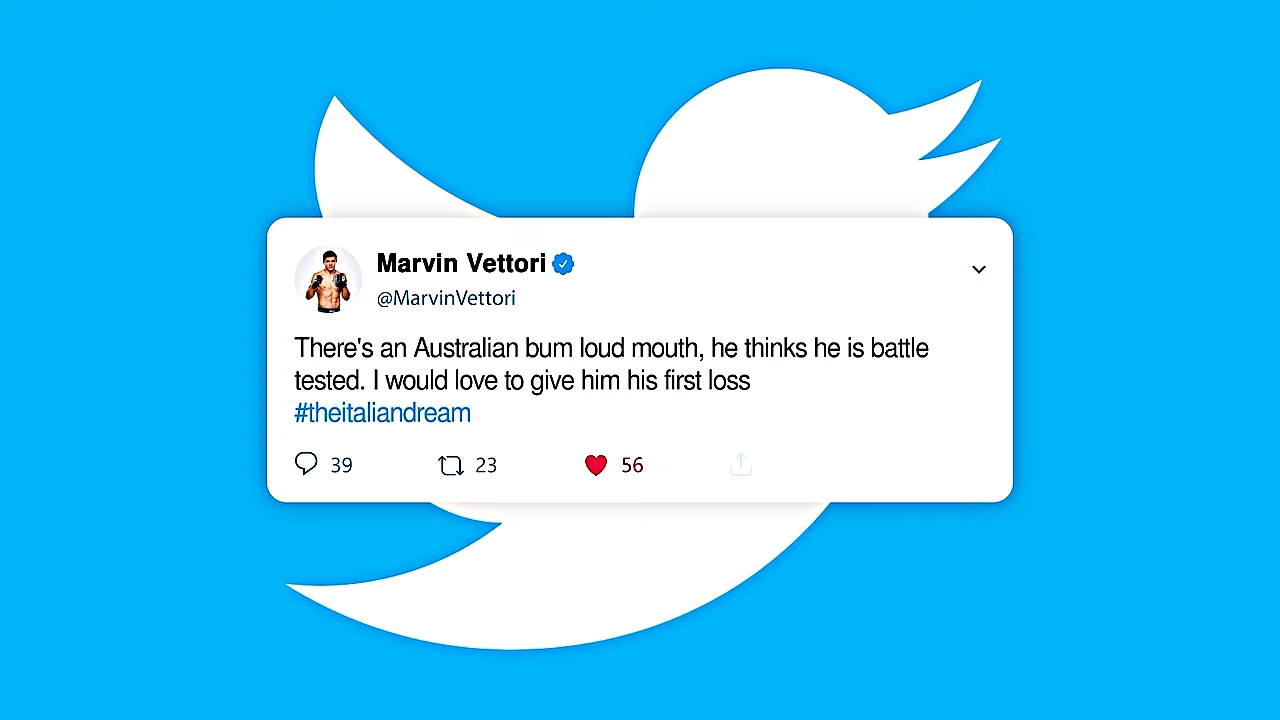 Marvin Vettori
@MarvinVettori
There's an Australian bum loud mouth, he thinks he is battle
tested. I would love to give him his first loss
#theitaliandream
39 23 56